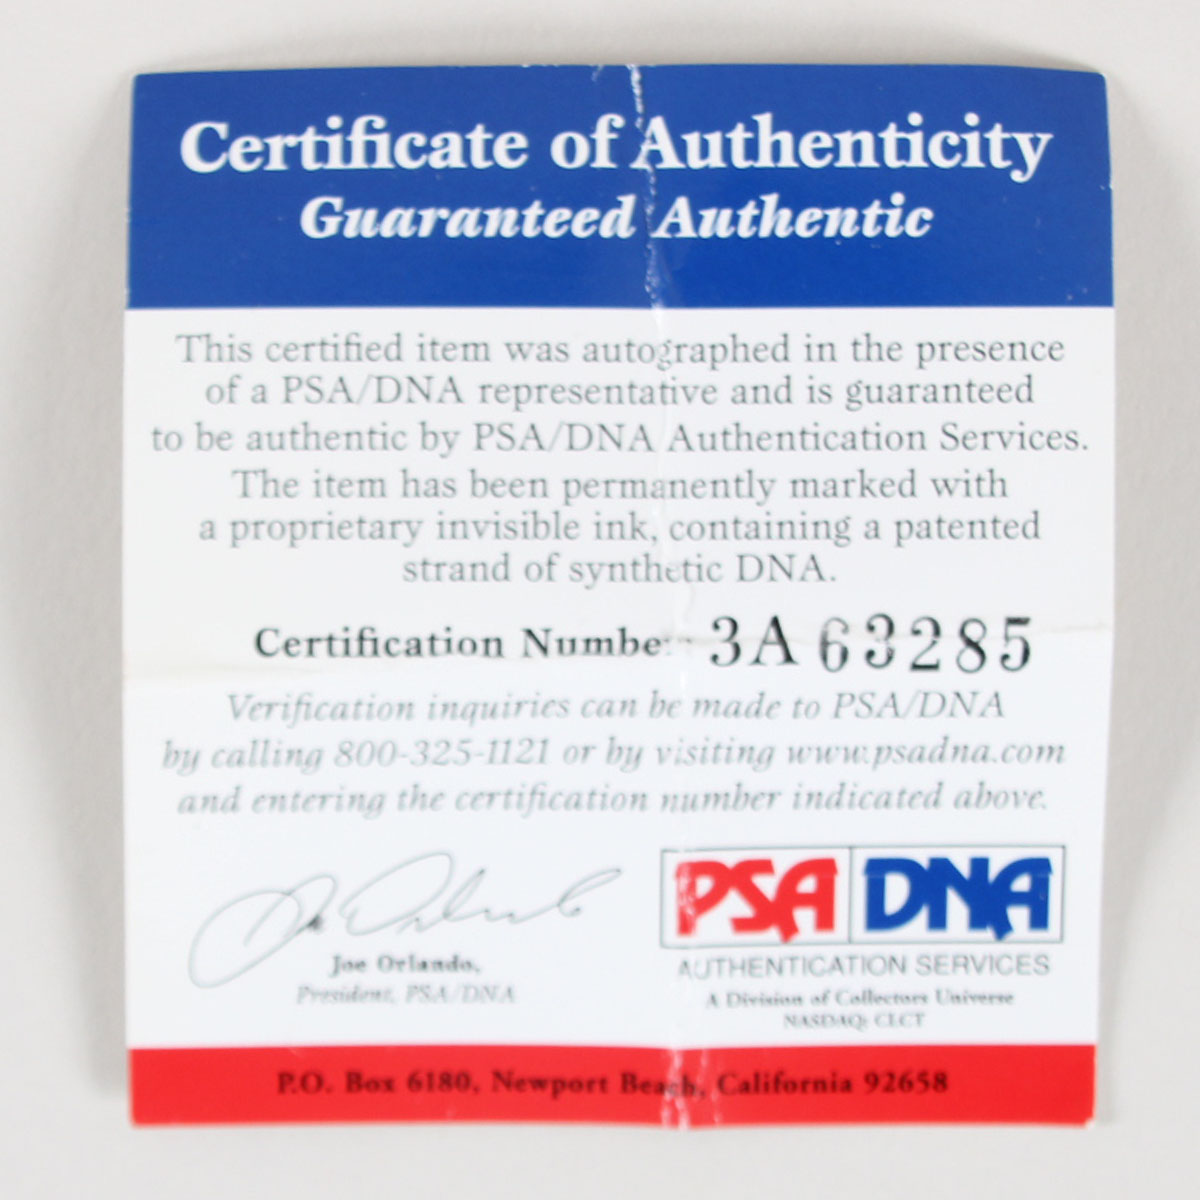 Certificate of Authenticity
Guaranteed Authentic
This certified item was autographed in the presence
of a PSA/DNA representative and is guaranteed
to be authentic by PSA/DNA Authentication Services.
The item has been permanently marked with
a proprietary invisible ink, containing a patented
strand of synthetic DNA.
Certification Number 3A63285
Verification inquiries can be made to PSA/DNA
by calling 800-325-1121 or by visiting www.psadna.com
and entering the certification number indicated above.
Joe Orlando,
President, PSA/DNA
PSA DNA
AUTHENTICATION SERVICES
A Division of Collectors Universe
NASDAQ: CLCT
P.O. Box 6180, Newport Beach, California 92658